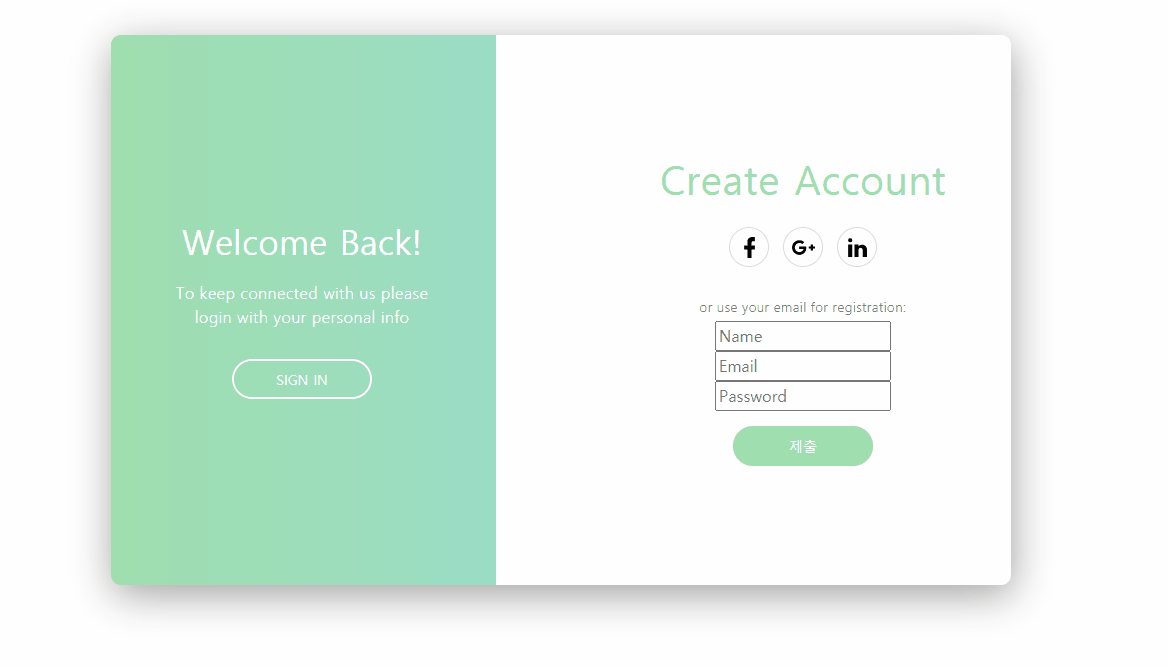 Welcome Back!
To keep connected with us please
login with your personal info
SIGN IN
Create Account
f
G+
in
or use your email for registration:
Name
Email
Password
제출